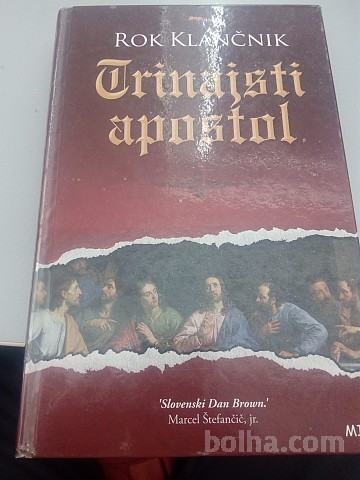 ROK KLANČNIK
Trinajsti
apostol
'Slovenski Dan Brown.'
Marcel Štefančič, jr.
bolha.com